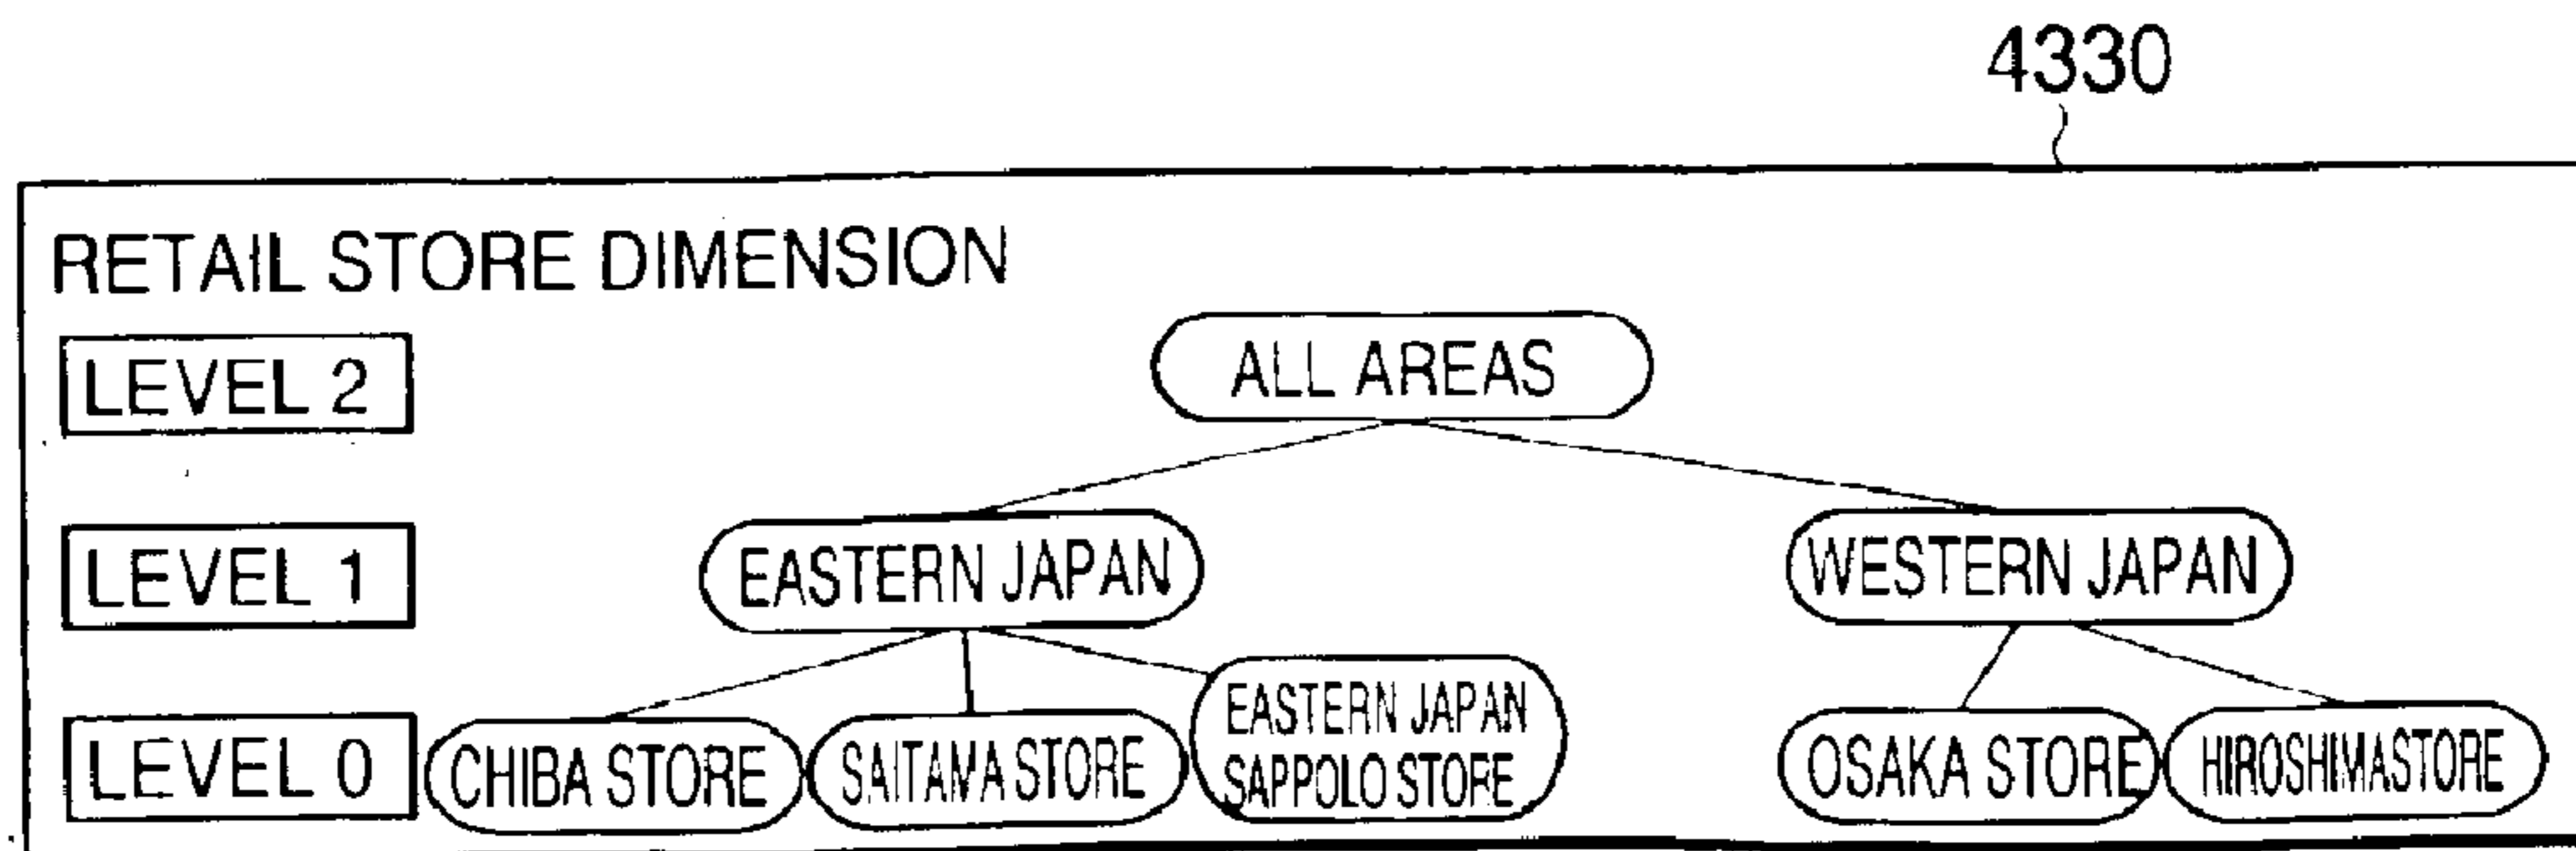 4330
RETAIL STORE DIMENSION
LEVEL 2
ALL AREAS
LEVEL 1
EASTERN JAPAN
WESTERN JAPAN
LEVEL 0
CHIBA STORE
SAITAMA STORE
EASTERN JAPAN
SAPPOLO STORE
OSAKA STORE
HIROSHIMASTORE